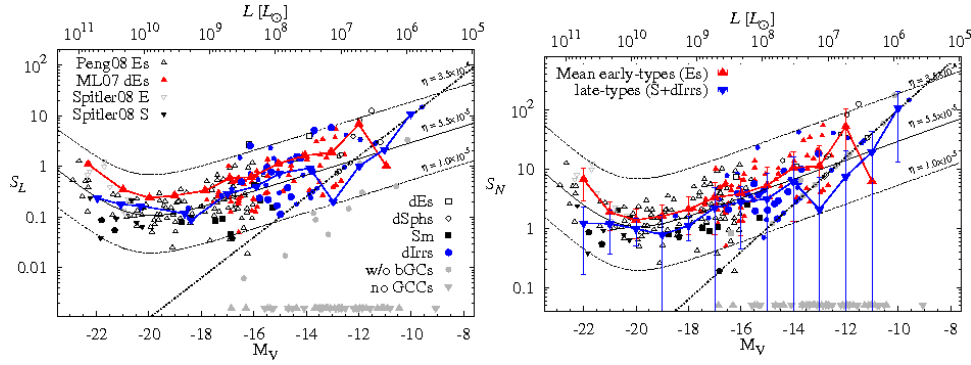 L [L⊙]
10^11 10^10 10^9 10^8 10^7 10^6 10^5
Peng08 Es
ML07 dEs
Spitler08 E
Spitler08 S
η = 3.5×10^-4
η = 5.5×10^-5
η = 1.0×10^-5
10^2
10
1
0.1
0.01
S_L
dEs
dSphs
Sm
dIrrs
w/o bGCs
no GCCs
-22 -20 -18 -16 -14 -12 -10 -8
M_V
L [L⊙]
10^11 10^10 10^9 10^8 10^7 10^6 10^5
Mean early-types (Es)
late-types (S+dIrrs)
η = 5.5×10^-5
η = 1.0×10^-5
10^2
10
1
0.1
S_N
-22 -20 -18 -16 -14 -12 -10 -8
M_V